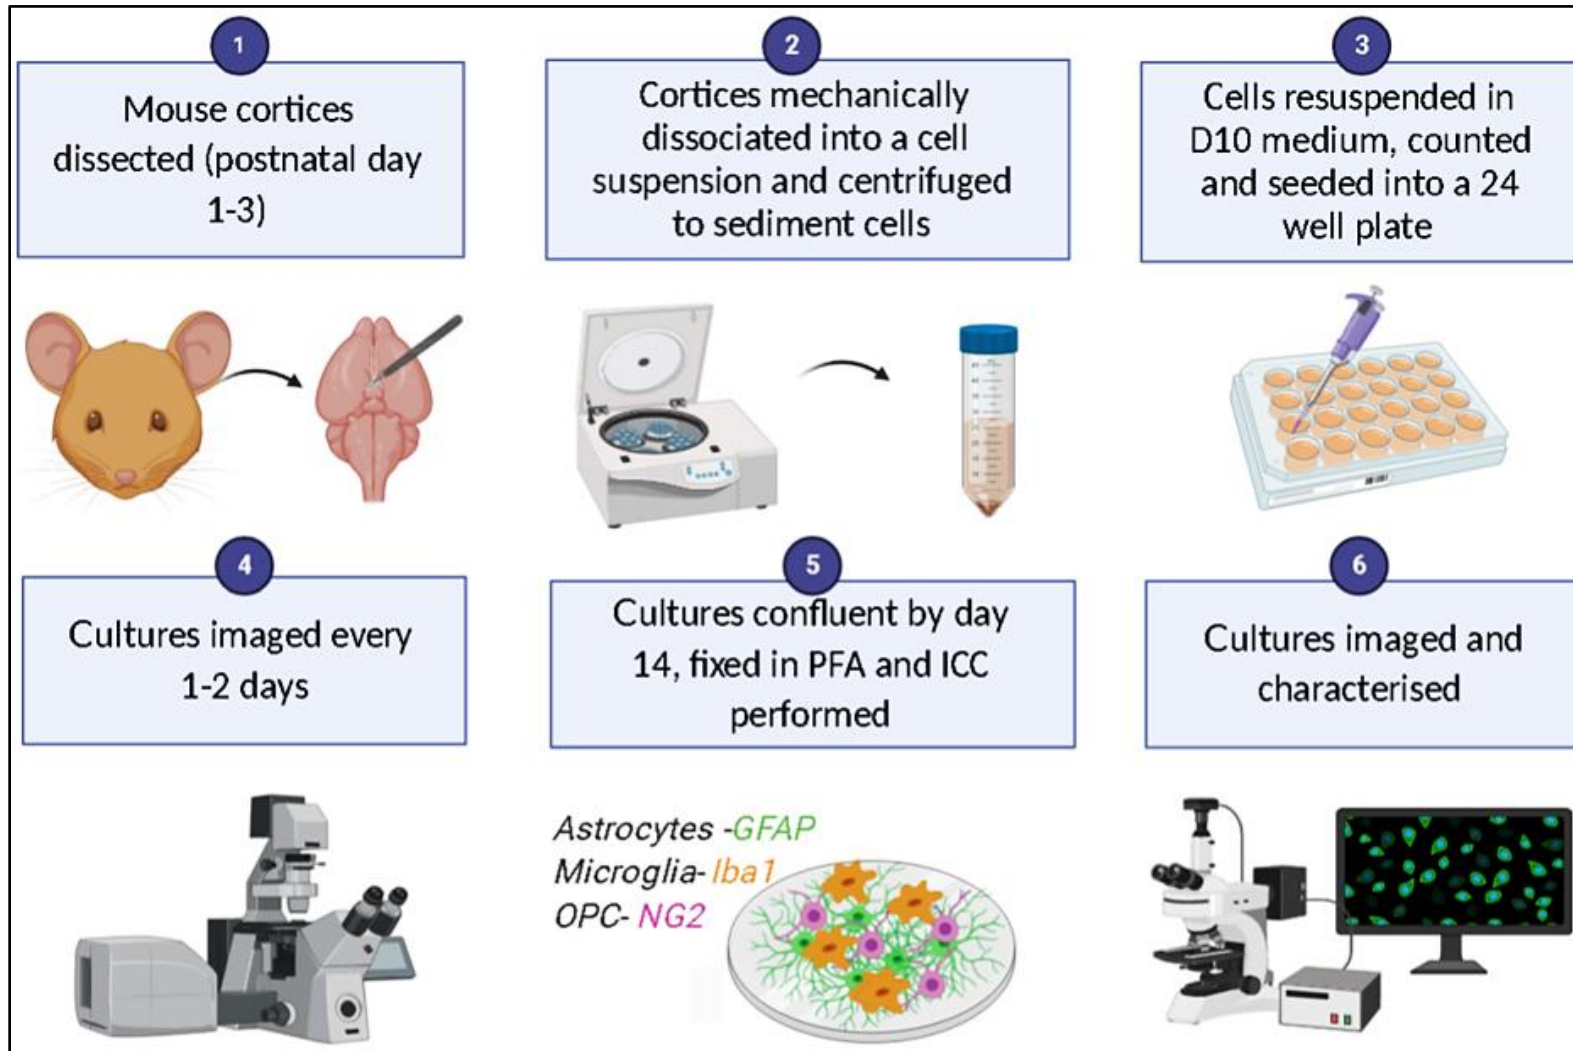 1
Mouse cortices
dissected (postnatal day
1-3)
2
Cortices mechanically
dissociated into a cell
suspension and centrifuged
to sediment cells
3
Cells resuspended in
D10 medium, counted
and seeded into a 24
well plate
4
Cultures imaged every
1-2 days
5
Cultures confluent by day
14, fixed in PFA and ICC
performed
Astrocytes -GFAP
Microglia- Iba1
OPC- NG2
6
Cultures imaged and
characterised